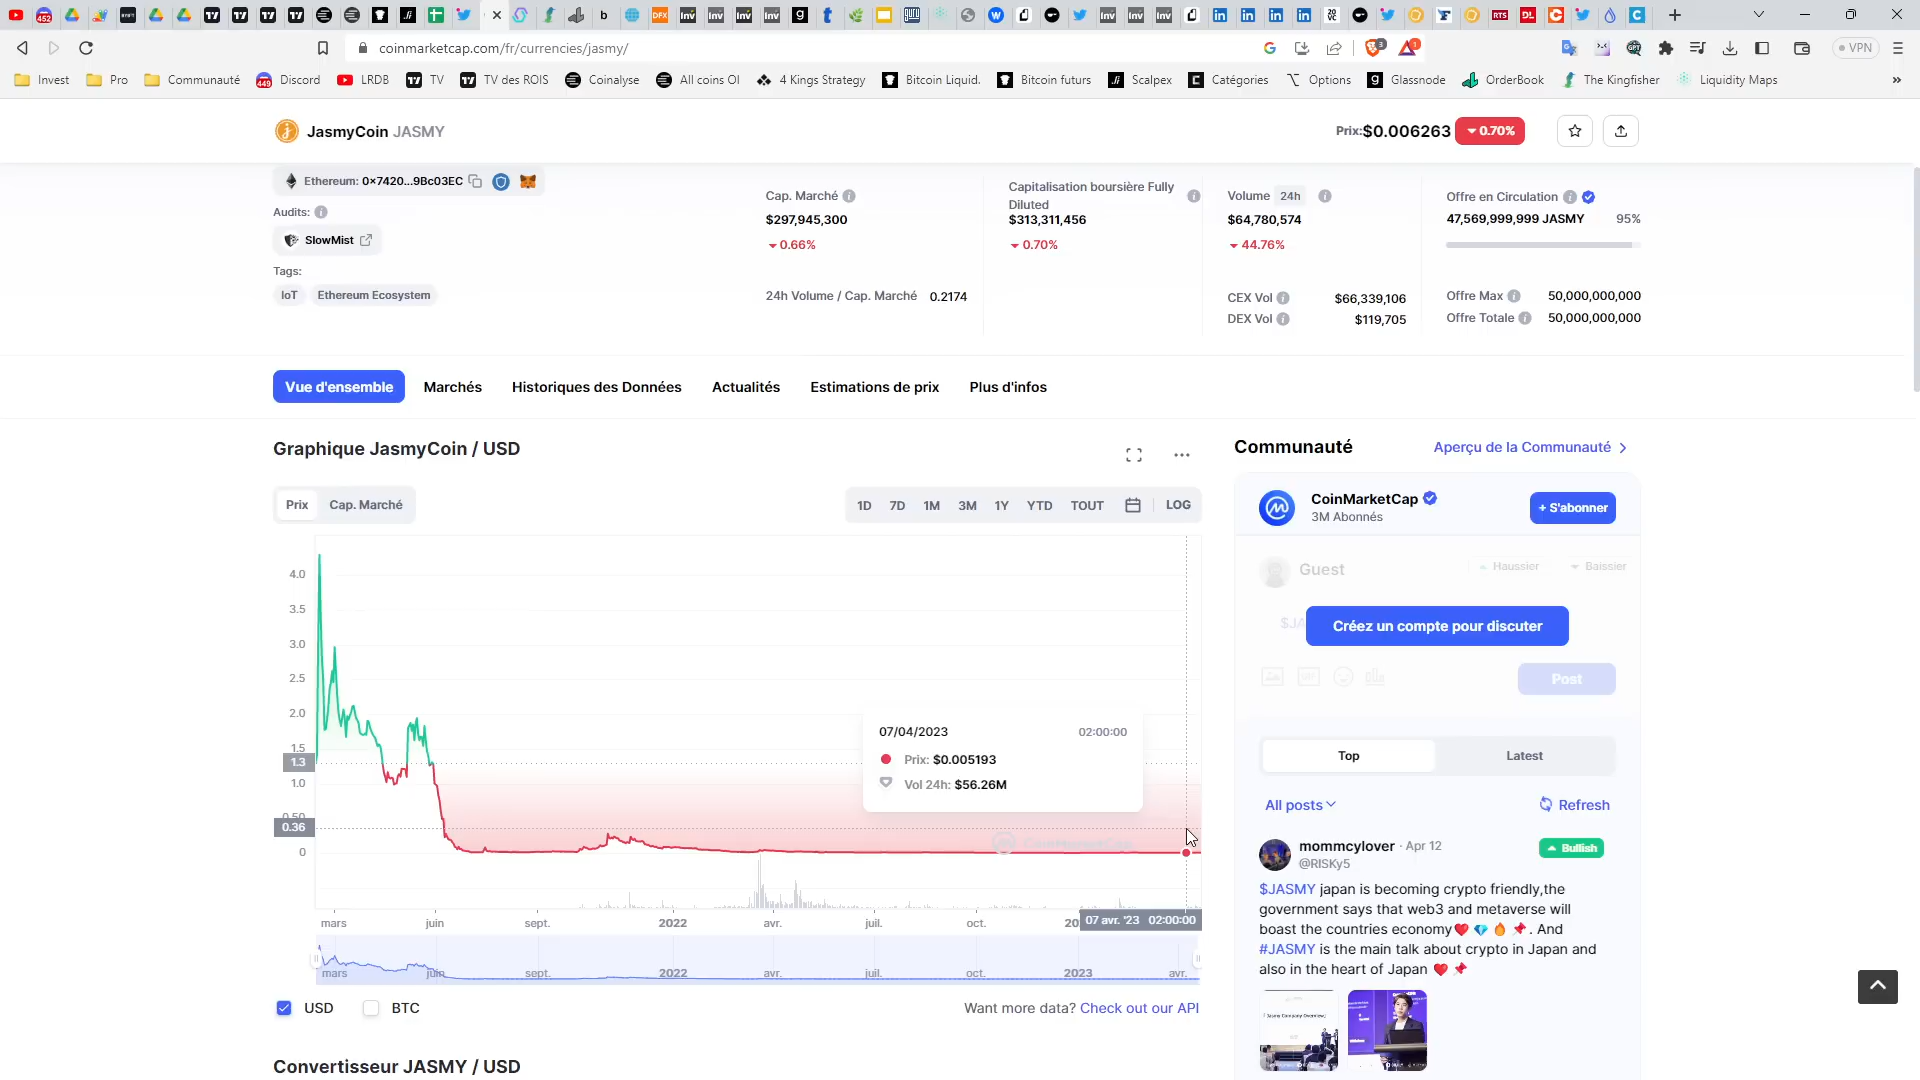 coinmarketcap.com/fr/currencies/jasmy/
VPN
Invest
Pro
Communauté
Discord
LRDB
TV
TV des ROIS
Coinalyse
All coins OI
4 Kings Strategy
Bitcoin Liquid.
Bitcoin futurs
Scalpex
Catégories
Options
Glassnode
OrderBook
The Kingfisher
Liquidity Maps
»
JasmyCoin JASMY
Prix:$0.006263
0.70%
Ethereum: 0x7420...9Bc03EC
Audits:
SlowMist
Tags:
IoT
Ethereum Ecosystem
Cap. Marché
$297,945,300
0.66%
24h Volume / Cap. Marché 0.2174
Capitalisation boursière Fully
Diluted
$313,311,456
0.70%
Volume 24h
$64,780,574
44.76%
CEX Vol $66,339,106
DEX Vol $119,705
Offre en Circulation
47,569,999,999 JASMY 95%
Offre Max 50,000,000,000
Offre Totale 50,000,000,000
Vue d'ensemble
Marchés
Historiques des Données
Actualités
Estimations de prix
Plus d'infos
Graphique JasmyCoin / USD
Prix
Cap. Marché
1D
7D
1M
3M
1Y
YTD
TOUT
LOG
4.0
3.5
3.0
2.5
2.0
1.5
1.3
1.0
0.50
0.36
0
07/04/2023 02:00:00
Prix: $0.005193
Vol 24h: $56.26M
mars
juin
sept.
2022
avr.
juil.
oct.
07 avr. '23 02:00:00
mars
juin
sept.
2022
avr.
juil.
oct.
2023
avr.
USD
BTC
Want more data? Check out our API
Convertisseur JASMY / USD
Communauté
Aperçu de la Communauté
CoinMarketCap
3M Abonnés
+ S'abonner
Guest
Haussier
Baissier
$JA
Créez un compte pour discuter
Post
Top
Latest
All posts
Refresh
mommcylover · Apr 12
@RISKy5
Bullish
$JASMY japan is becoming crypto friendly,the
government says that web3 and metaverse will
boast the countries economy❤️ 💎 🔥 📌. And
#JASMY is the main talk about crypto in Japan and
also in the heart of Japan ❤️ 📌